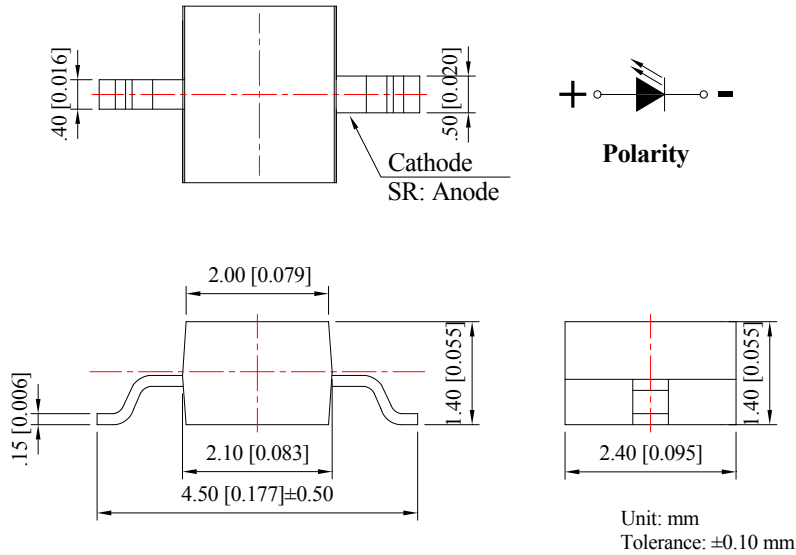 .40 [0.016]
.50 [0.020]
Cathode
SR: Anode
+ -
Polarity
2.00 [0.079]
.15 [0.006]
1.40 [0.055]
1.40 [0.055]
2.10 [0.083]
4.50 [0.177]±0.50
2.40 [0.095]
Unit: mm
Tolerance: ±0.10 mm